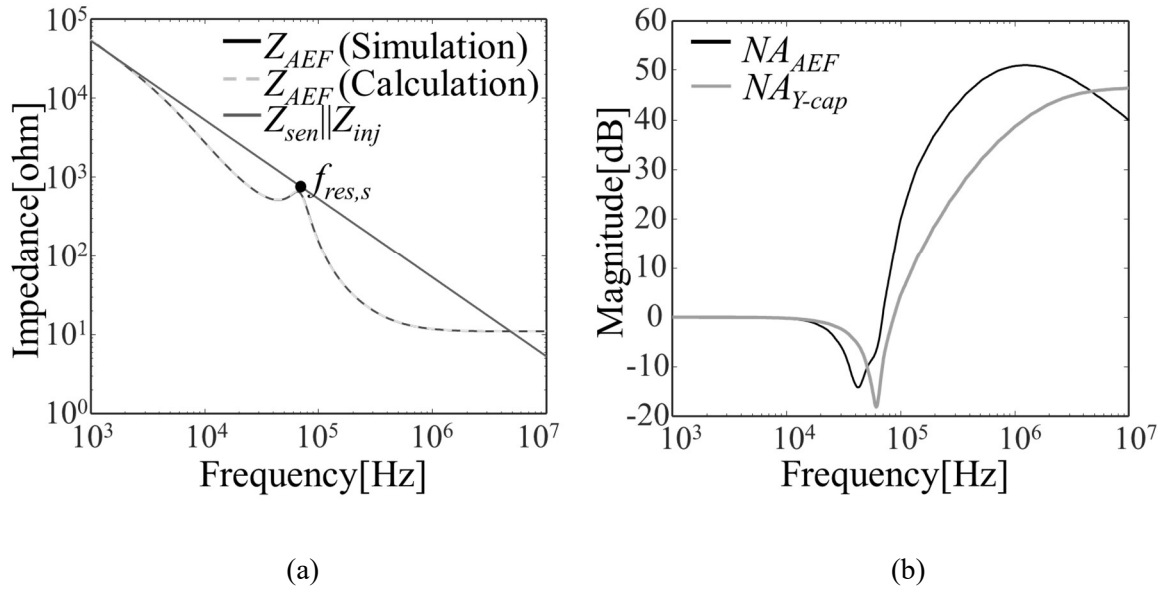 10^5
10^4
10^3
10^2
10^1
10^0
Impedance[ohm]
Z_AEF (Simulation)
Z_AEF (Calculation)
Z_sen||Z_inj
f_res,s
10^3 10^4 10^5 10^6 10^7
Frequency[Hz]
(a)
60
50
40
30
20
10
0
-10
-20
Magnitude[dB]
NA_AEF
NA_Y-cap
10^3 10^4 10^5 10^6 10^7
Frequency[Hz]
(b)